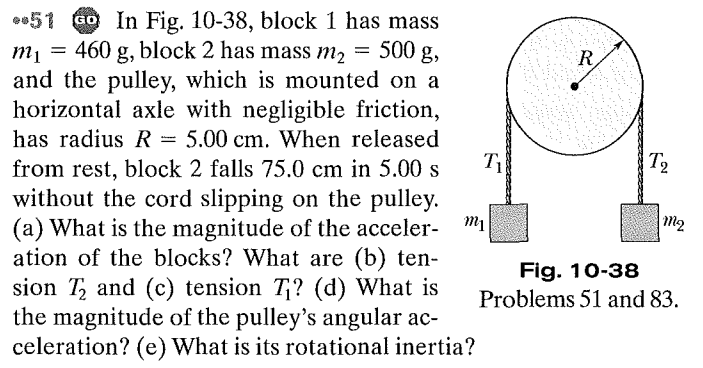 ••51 GO In Fig. 10-38, block 1 has mass
m₁ = 460 g, block 2 has mass m₂ = 500 g,
and the pulley, which is mounted on a
horizontal axle with negligible friction,
has radius R = 5.00 cm. When released
from rest, block 2 falls 75.0 cm in 5.00 s
without the cord slipping on the pulley.
(a) What is the magnitude of the acceler-
ation of the blocks? What are (b) ten-
sion T₂ and (c) tension T₁? (d) What is
the magnitude of the pulley's angular ac-
celeration? (e) What is its rotational inertia?
R
T₁ T₂
m₁ m₂
Fig. 10-38
Problems 51 and 83.